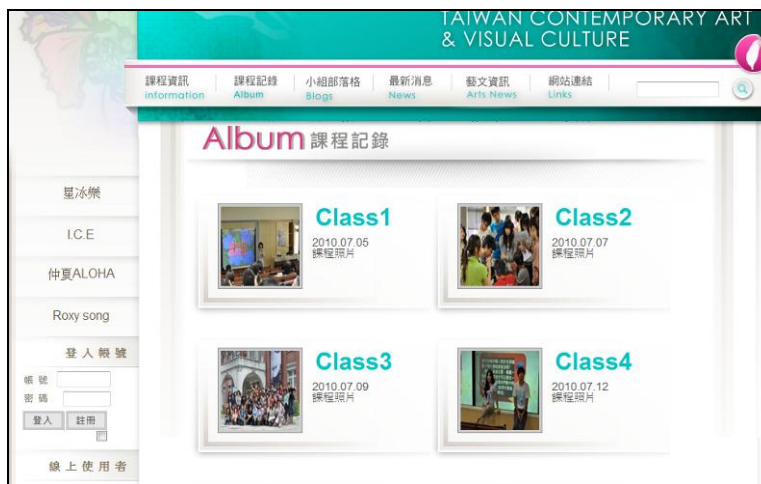 TAIWAN CONTEMPORARY ART
& VISUAL CULTURE
課程資訊 課程記錄 小組部落格 最新消息 藝文資訊 網站連結
information Album Blogs News Arts News Links
Album 課程記錄
星冰樂
I.C.E
仲夏ALOHA
Roxy song
登入帳號
帳號
密碼
登入 註冊
線上使用者
Class1
2010.07.05
課程照片
Class2
2010.07.07
課程照片
Class3
2010.07.09
課程照片
Class4
2010.07.12
課程照片